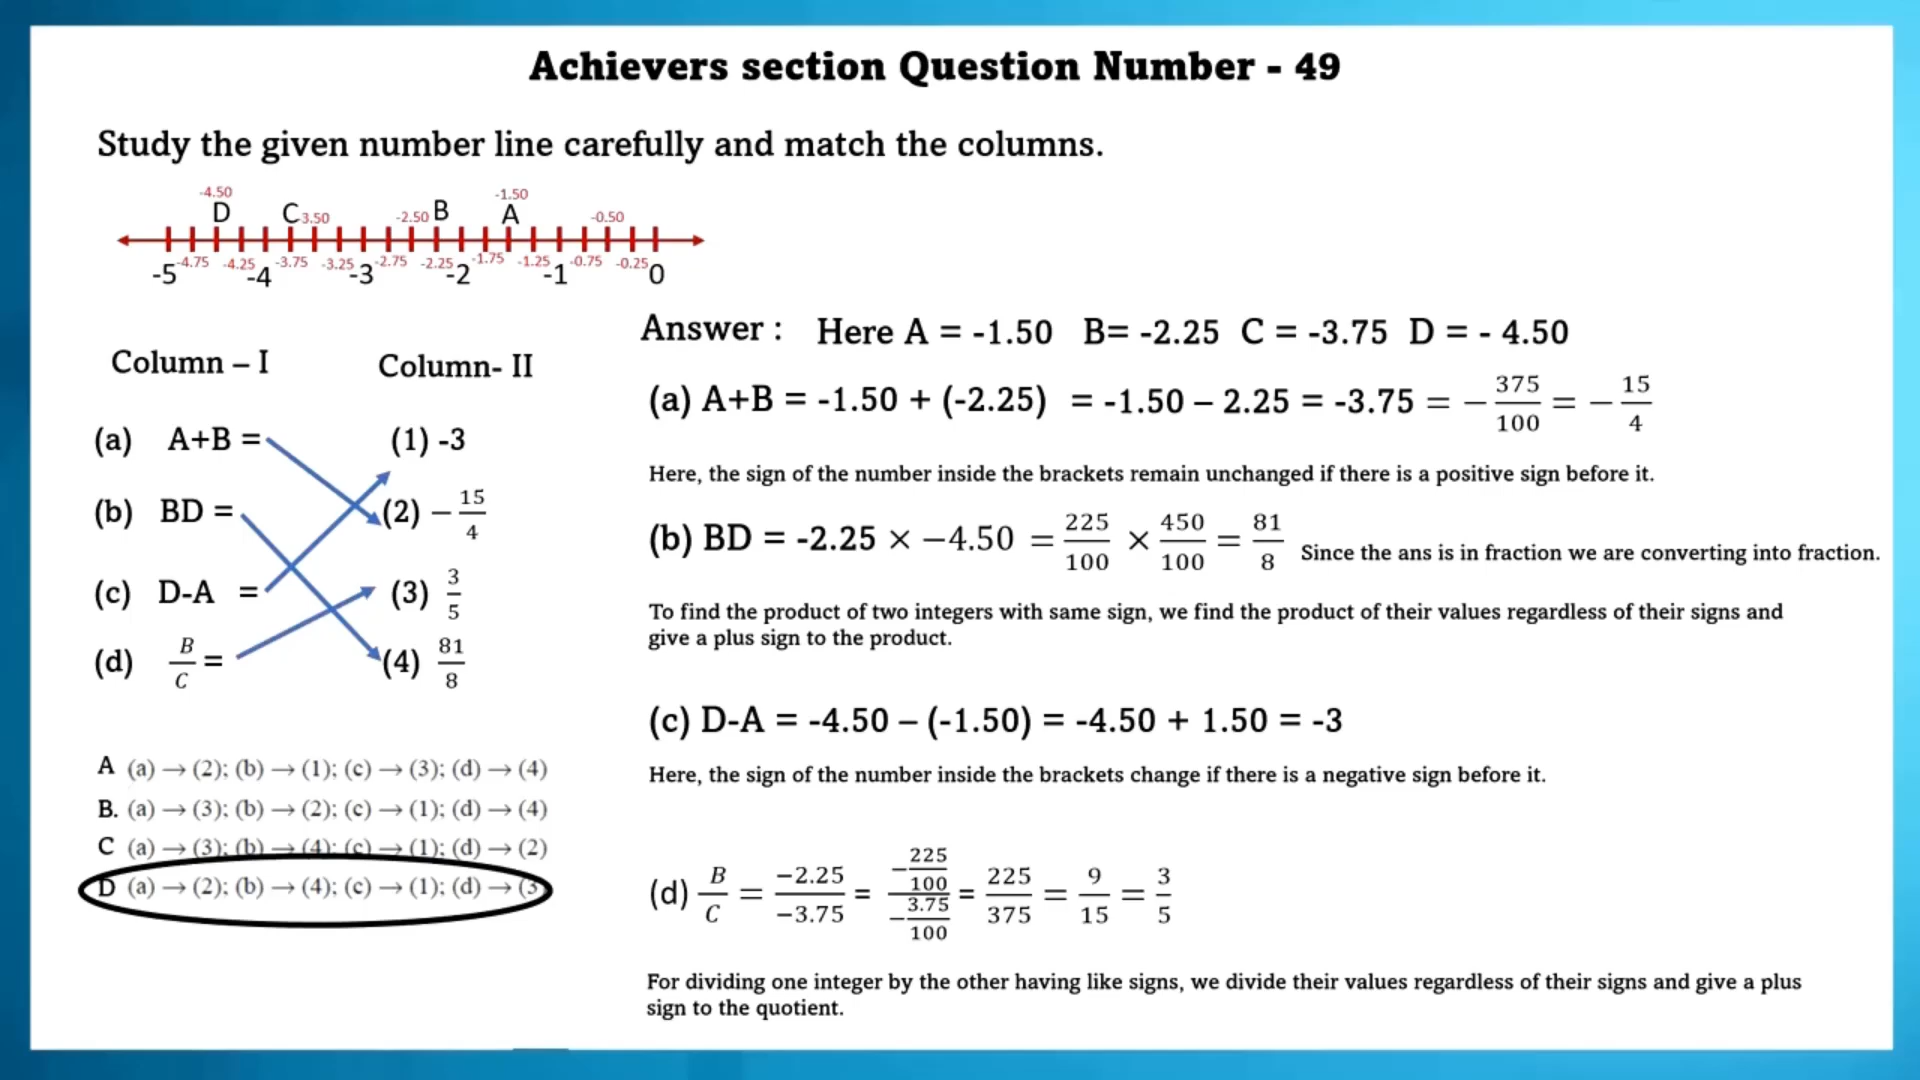 Achievers section Question Number - 49
Study the given number line carefully and match the columns.
-4.50 -1.50
D C 3.50 -2.50 B A -0.50
-4.75 -4.25 -3.75 -3.25 -2.75 -2.25 -1.75 -1.25 -0.75 -0.25
-5 -4 -3 -2 -1 0
Answer : Here A = -1.50 B= -2.25 C = -3.75 D = - 4.50
Column – I Column- II
(a) A+B = (1) -3
(b) BD = (2) − 15/4
(c) D-A = (3) 3/5
(d) B/C = (4) 81/8
A (a) → (2); (b) → (1); (c) → (3); (d) → (4)
B. (a) → (3); (b) → (2); (c) → (1); (d) → (4)
C (a) → (3); (b) → (4); (c) → (1); (d) → (2)
D (a) → (2); (b) → (4); (c) → (1); (d) → (3
(a) A+B = -1.50 + (-2.25) = -1.50 – 2.25 = -3.75 = − 375/100 = − 15/4
Here, the sign of the number inside the brackets remain unchanged if there is a positive sign before it.
(b) BD = -2.25 × −4.50 = 225/100 × 450/100 = 81/8 Since the ans is in fraction we are converting into fraction.
To find the product of two integers with same sign, we find the product of their values regardless of their signs and
give a plus sign to the product.
(c) D-A = -4.50 – (-1.50) = -4.50 + 1.50 = -3
Here, the sign of the number inside the brackets change if there is a negative sign before it.
(d) B/C = −2.25/−3.75 = −225/100 / −3.75/100 = 225/375 = 9/15 = 3/5
For dividing one integer by the other having like signs, we divide their values regardless of their signs and give a plus
sign to the quotient.